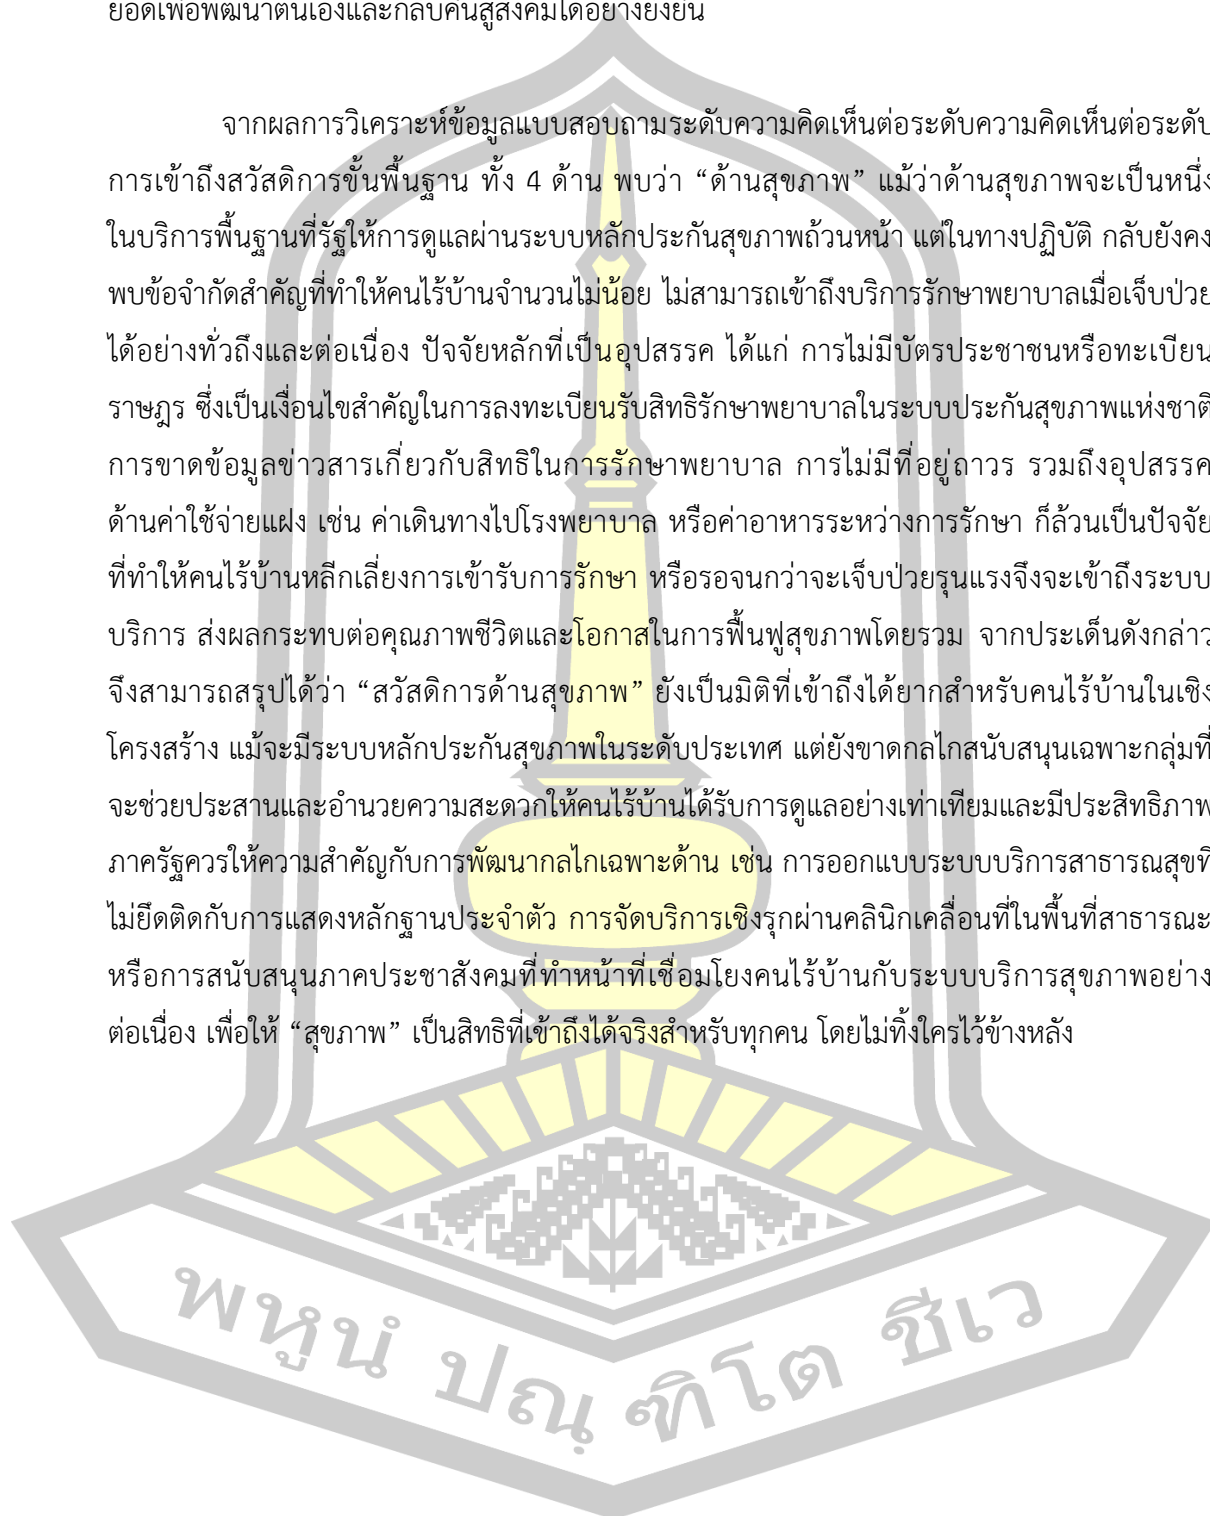 ยอดเพื่อพัฒนาตนเองและกลับคืนสู่สังคมได้อย่างยั่งยืน
จากผลการวิเคราะห์ข้อมูลแบบสอบถามระดับความคิดเห็นต่อระดับความคิดเห็นต่อระดับ
การเข้าถึงสวัสดิการขั้นพื้นฐาน ทั้ง 4 ด้าน พบว่า “ด้านสุขภาพ” แม้ว่าด้านสุขภาพจะเป็นหนึ่ง
ในบริการพื้นฐานที่รัฐให้การดูแลผ่านระบบหลักประกันสุขภาพถ้วนหน้า แต่ในทางปฏิบัติ กลับยังคง
พบข้อจำกัดสำคัญที่ทำให้คนไร้บ้านจำนวนไม่น้อย ไม่สามารถเข้าถึงบริการรักษาพยาบาลเมื่อเจ็บป่วย
ได้อย่างทั่วถึงและต่อเนื่อง ปัจจัยหลักที่เป็นอุปสรรค ได้แก่ การไม่มีบัตรประชาชนหรือทะเบียน
ราษฎร ซึ่งเป็นเงื่อนไขสำคัญในการลงทะเบียนรับสิทธิรักษาพยาบาลในระบบประกันสุขภาพแห่งชาติ
การขาดข้อมูลข่าวสารเกี่ยวกับสิทธิในการรักษาพยาบาล การไม่มีที่อยู่ถาวร รวมถึงอุปสรรค
ด้านค่าใช้จ่ายแฝง เช่น ค่าเดินทางไปโรงพยาบาล หรือค่าอาหารระหว่างการรักษา ก็ล้วนเป็นปัจจัย
ที่ทำให้คนไร้บ้านหลีกเลี่ยงการเข้ารับการรักษา หรือรอจนกว่าจะเจ็บป่วยรุนแรงจึงจะเข้าถึงระบบ
บริการ ส่งผลกระทบต่อคุณภาพชีวิตและโอกาสในการฟื้นฟูสุขภาพโดยรวม จากประเด็นดังกล่าว
จึงสามารถสรุปได้ว่า “สวัสดิการด้านสุขภาพ” ยังเป็นมิติที่เข้าถึงได้ยากสำหรับคนไร้บ้านในเชิง
โครงสร้าง แม้จะมีระบบหลักประกันสุขภาพในระดับประเทศ แต่ยังขาดกลไกสนับสนุนเฉพาะกลุ่มที่
จะช่วยประสานและอำนวยความสะดวกให้คนไร้บ้านได้รับการดูแลอย่างเท่าเทียมและมีประสิทธิภาพ
ภาครัฐควรให้ความสำคัญกับการพัฒนากลไกเฉพาะด้าน เช่น การออกแบบระบบบริการสาธารณสุขที่
ไม่ยึดติดกับการแสดงหลักฐานประจำตัว การจัดบริการเชิงรุกผ่านคลินิกเคลื่อนที่ในพื้นที่สาธารณะ
หรือการสนับสนุนภาคประชาสังคมที่ทำหน้าที่เชื่อมโยงคนไร้บ้านกับระบบบริการสุขภาพอย่าง
ต่อเนื่อง เพื่อให้ “สุขภาพ” เป็นสิทธิที่เข้าถึงได้จริงสำหรับทุกคน โดยไม่ทิ้งใครไว้ข้างหลัง
พหูนํ ปณฺฑิโต ชีเว